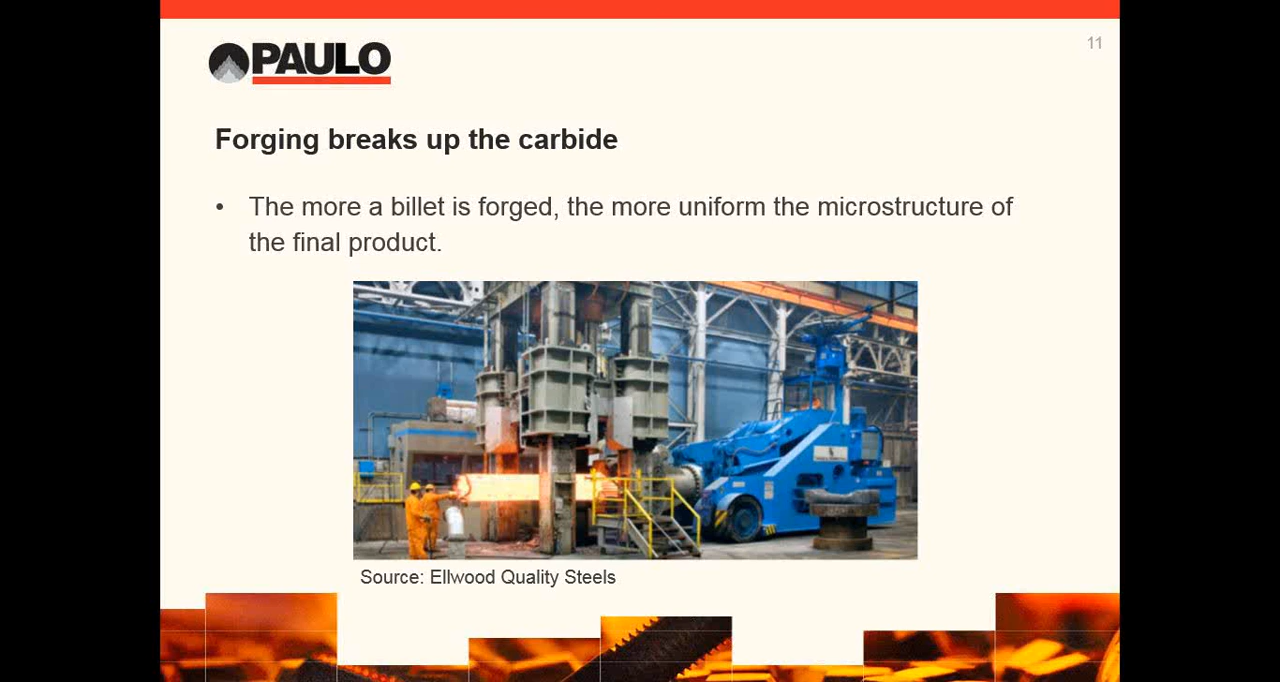 11
PAULO
Forging breaks up the carbide
• The more a billet is forged, the more uniform the microstructure of
the final product.
Source: Ellwood Quality Steels